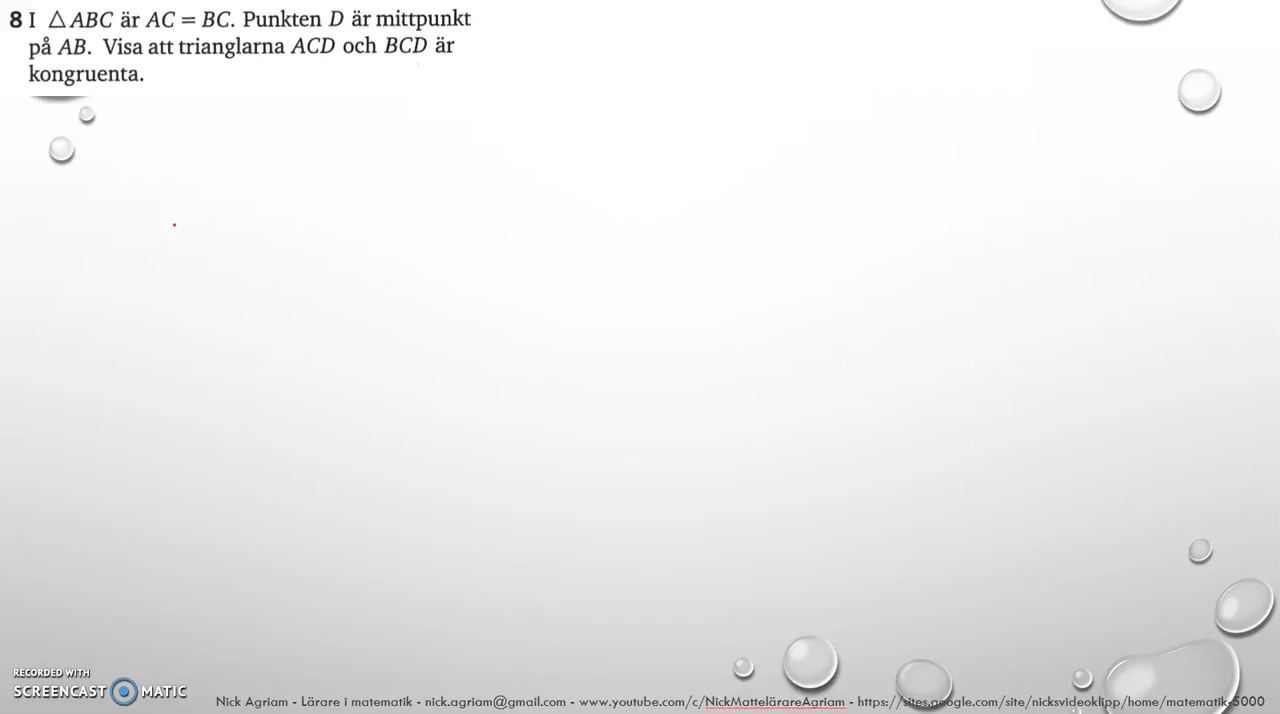 8 I △ABC är AC = BC. Punkten D är mittpunkt
på AB. Visa att trianglarna ACD och BCD är
kongruenta.
RECORDED WITH
SCREENCAST MATIC
Nick Agriam - Lärare i matematik - nick.agriam@gmail.com - www.youtube.com/c/NickMattelärareAgriam - https://sites.google.com/site/nicksvideoklipp/home/matematik-5000